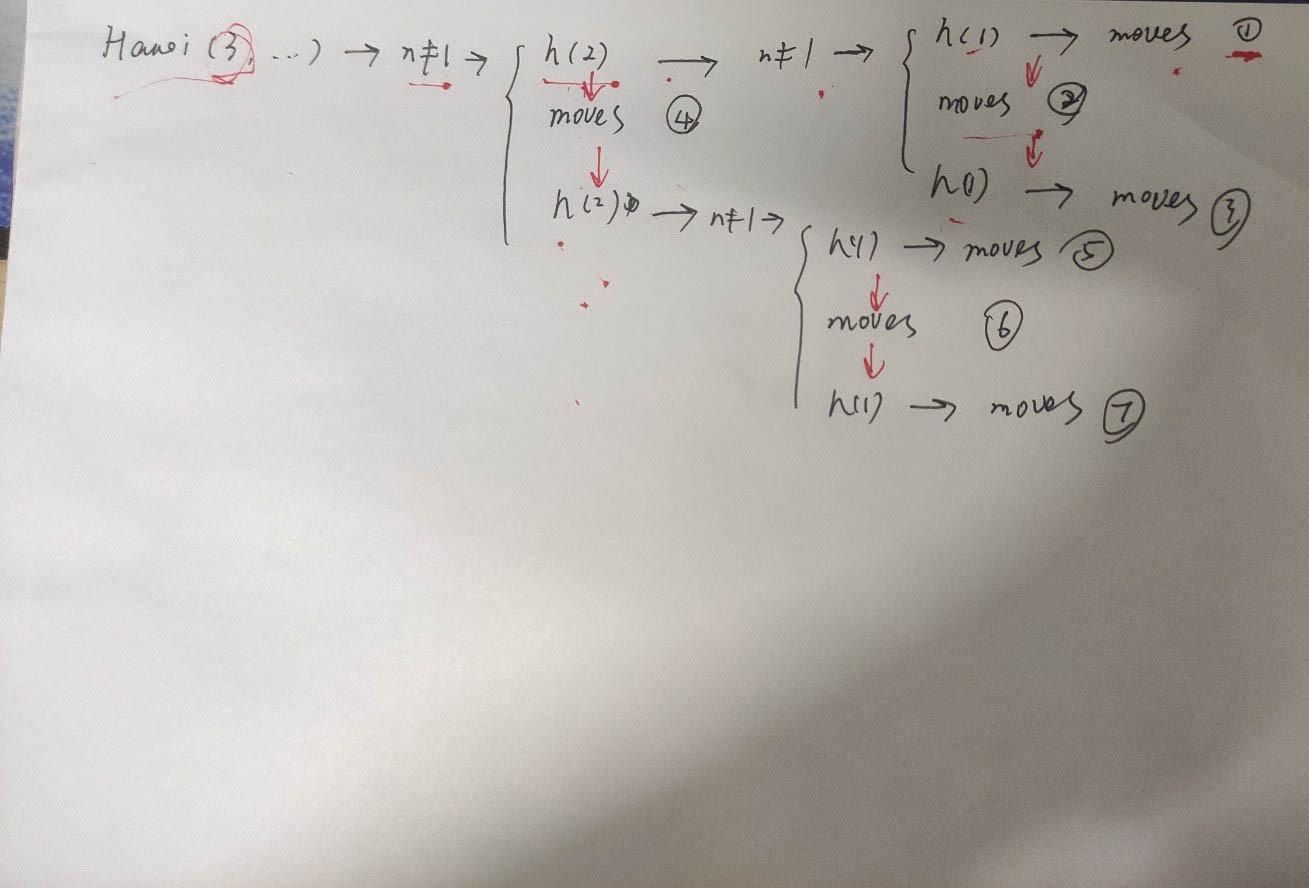 Hanoi (3, ...) → n≠1 → { h(2) → n≠1 → { h(1) → moves ①
moves ④
moves ②
h(1) → moves ③
h(2) → n≠1 → { h(1) → moves ⑤
moves ⑥
h(1) → moves ⑦